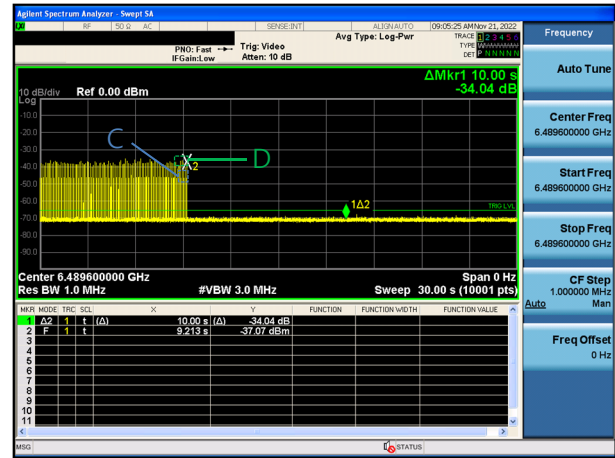 Agilent Spectrum Analyzer - Swept SA
RF 50 Ω AC SENSE:INT ALIGNAUTO 09:05:25 AM Nov 21, 2022
Avg Type: Log-Pwr
TRACE 1 2 3 4 5 6
TYPE
DET P N N N N N
PNO: Fast
IFGain:Low
Trig: Video
Atten: 10 dB
ΔMkr1 10.00 s
-34.04 dB
10 dB/div Ref 0.00 dBm
Log
-10.0
-20.0
-30.0
-40.0
-50.0
-60.0
-70.0
-80.0
-90.0
C
D
2
1Δ2
TRIG LVL
Center 6.489600000 GHz
Span 0 Hz
Res BW 1.0 MHz #VBW 3.0 MHz Sweep 30.00 s (10001 pts)
MKR MODE TRC SCL X Y FUNCTION FUNCTION WIDTH FUNCTION VALUE
1 Δ2 1 t (Δ) 10.00 s (Δ) -34.04 dB
2 F 1 t 9.213 s -37.07 dBm
3
4
5
6
7
8
9
10
11
MSG
STATUS
Frequency
Auto Tune
Center Freq
6.489600000 GHz
Start Freq
6.489600000 GHz
Stop Freq
6.489600000 GHz
CF Step
1.000000 MHz
Auto Man
Freq Offset
0 Hz